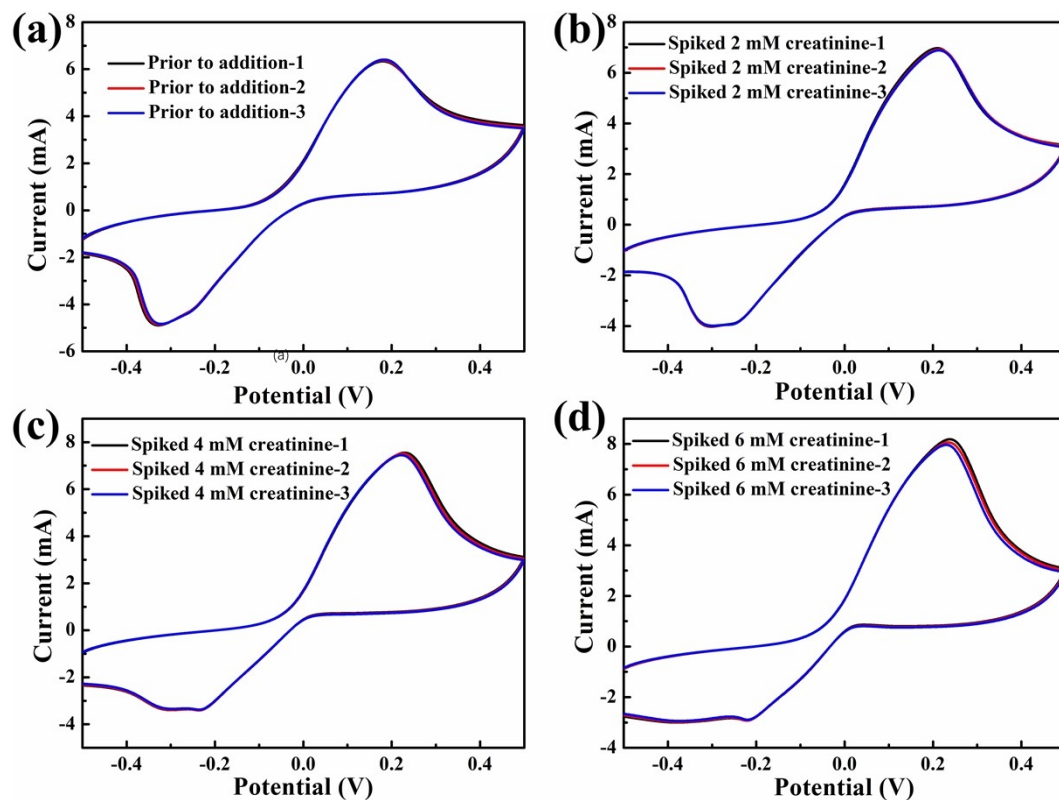 (a)
Prior to addition-1
Prior to addition-2
Prior to addition-3
8
6
4
2
0
-2
-4
-6
Current (mA)
-0.4
-0.2
0.0
0.2
0.4
(a)
Potential (V)
(b)
Spiked 2 mM creatinine-1
Spiked 2 mM creatinine-2
Spiked 2 mM creatinine-3
8
6
4
2
0
-2
-4
-6
Current (mA)
-0.4
-0.2
0.0
0.2
0.4
Potential (V)
(c)
Spiked 4 mM creatinine-1
Spiked 4 mM creatinine-2
Spiked 4 mM creatinine-3
8
6
4
2
0
-2
-4
Current (mA)
-0.4
-0.2
0.0
0.2
0.4
Potential (V)
(d)
Spiked 6 mM creatinine-1
Spiked 6 mM creatinine-2
Spiked 6 mM creatinine-3
8
6
4
2
0
-2
-4
Current (mA)
-0.4
-0.2
0.0
0.2
0.4
Potential (V)